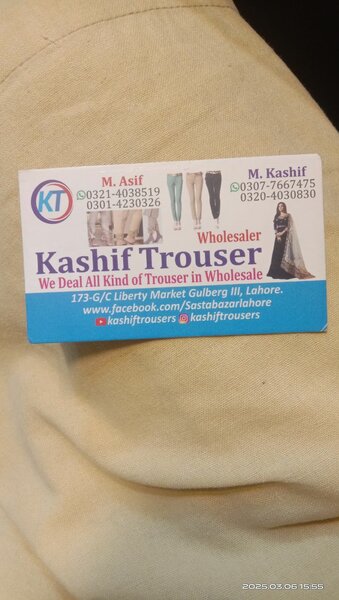 KT
M. Asif
0321-4038519
0301-4230326
M. Kashif
0307-7667475
0320-4030830
Wholesaler
Kashif Trouser
We Deal All Kind of Trouser in Wholesale
173-G/C Liberty Market Gulberg III, Lahore.
www.facebook.com/Sastabazarlahore
kashiftrousers kashiftrousers
2025.03.06 15:55